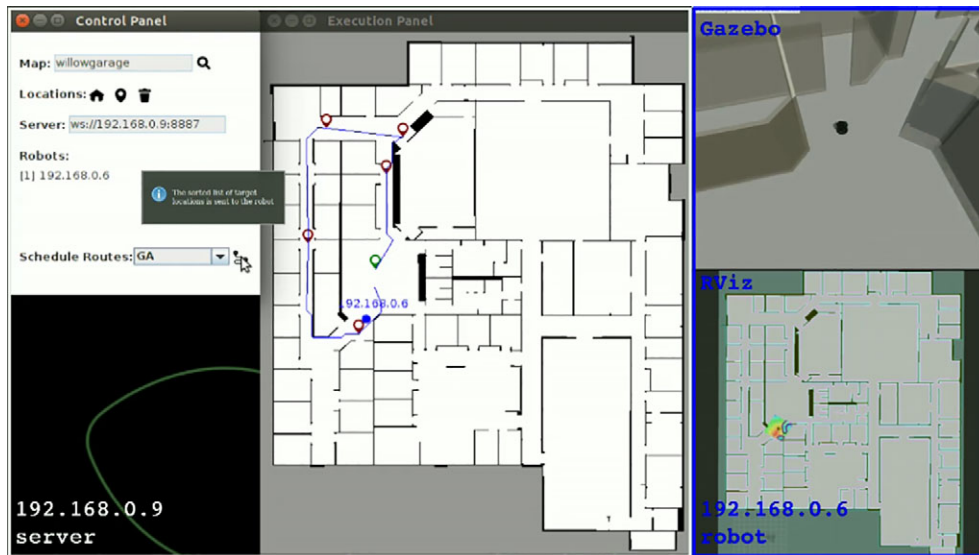 Control Panel
Map: willowgarage
Locations:
Server: ws://192.168.0.9:8887
Robots:
[1] 192.168.0.6
The sorted list of target
locations is sent to the robot
Schedule Routes: GA
192.168.0.9
server
Execution Panel
192.168.0.6
Gazebo
RViz
192.168.0.6
robot